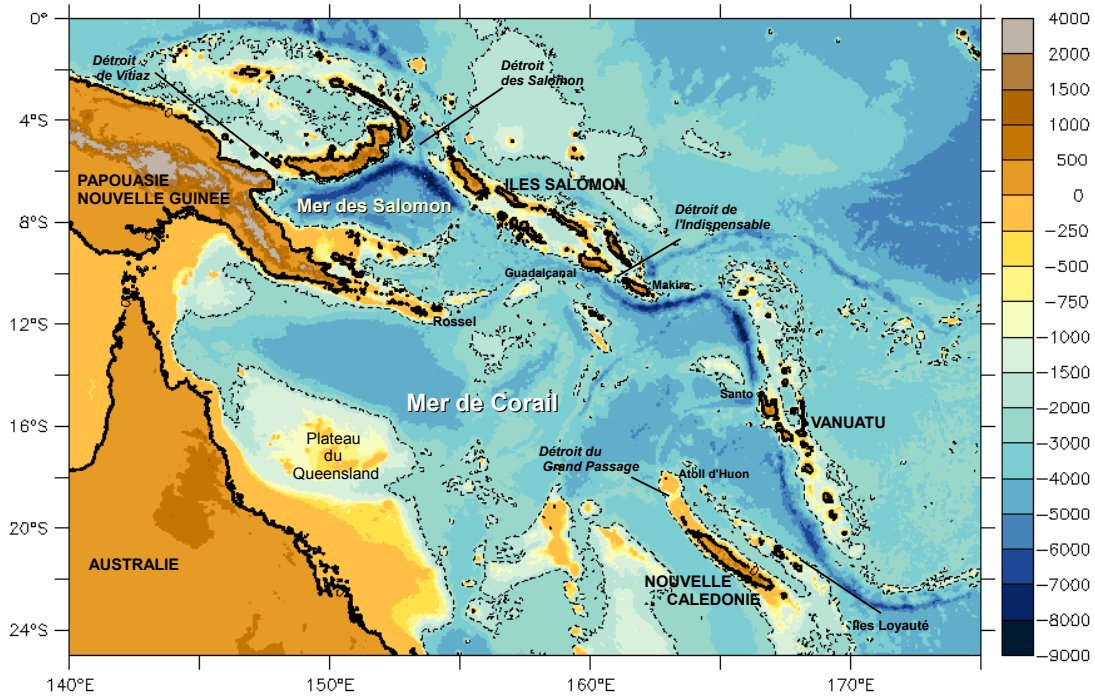 0°
4°S
8°S
12°S
16°S
20°S
24°S
140°E
150°E
160°E
170°E
Détroit
de Vitiaz
Détroit
des Salomon
PAPOUASIE
NOUVELLE GUINEE
Mer des Salomon
ILES SALOMON
Détroit de
l'Indispensable
Guadalcanal
Makira
Rossel
Mer de Corail
Santo
VANUATU
Plateau
du
Queensland
Détroit du
Grand Passage
Atoll d'Huon
AUSTRALIE
NOUVELLE
CALEDONIE
Iles Loyauté
4000
2000
1000
500
0
−250
−500
−750
−1000
−2000
−3000
−4000
−5000
−6000
−7000
−8000
−9000